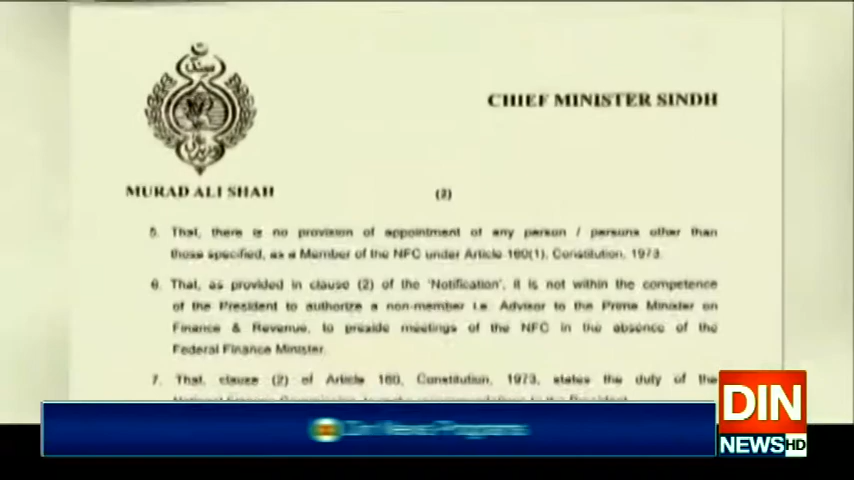 CHIEF MINISTER SINDH
MURAD ALI SHAH
(2)
5. That, there is no provision of appointment of any person / persons other than
those specified, as a Member of the NFC under Article 160(1), Constitution, 1973.
6. That, as provided in clause (2) of the 'Notification', it is not within the competence
of the President to authorize a non-member i.e. Advisor to the Prime Minister on
Finance & Revenue, to preside meetings of the NFC in the absence of the
Federal Finance Minister.
7. That, clause (2) of Article 160, Constitution, 1973, states the duty of the
DIN
NEWS HD